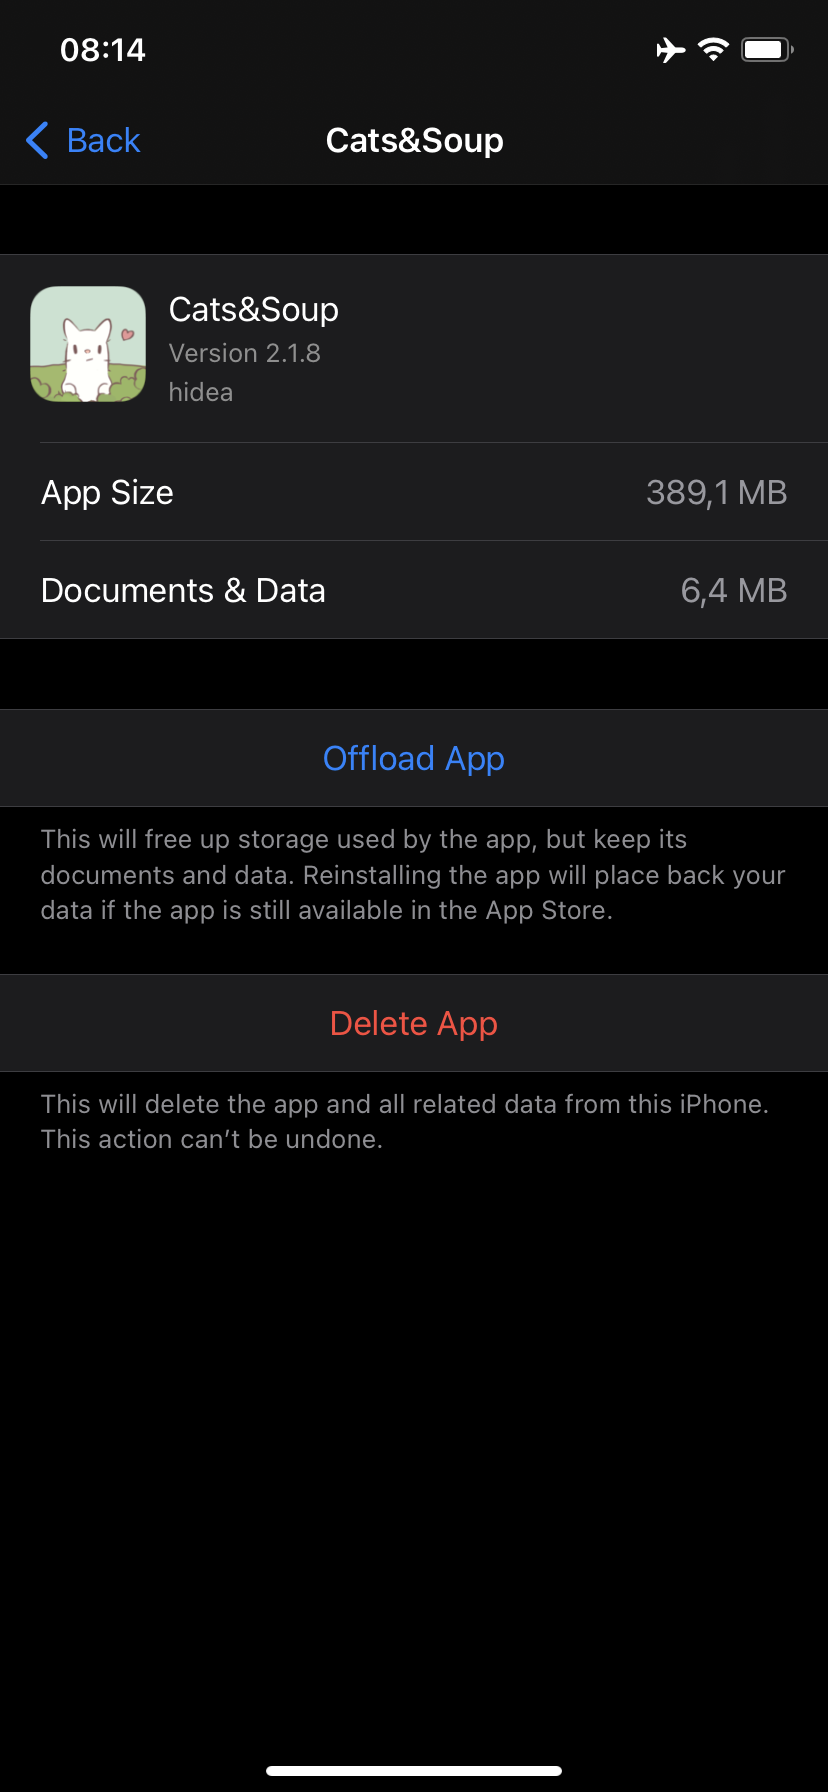 08:14
Back
Cats&Soup
Cats&Soup
Version 2.1.8
hidea
App Size
389,1 MB
Documents & Data
6,4 MB
Offload App
This will free up storage used by the app, but keep its
documents and data. Reinstalling the app will place back your
data if the app is still available in the App Store.
Delete App
This will delete the app and all related data from this iPhone.
This action can’t be undone.